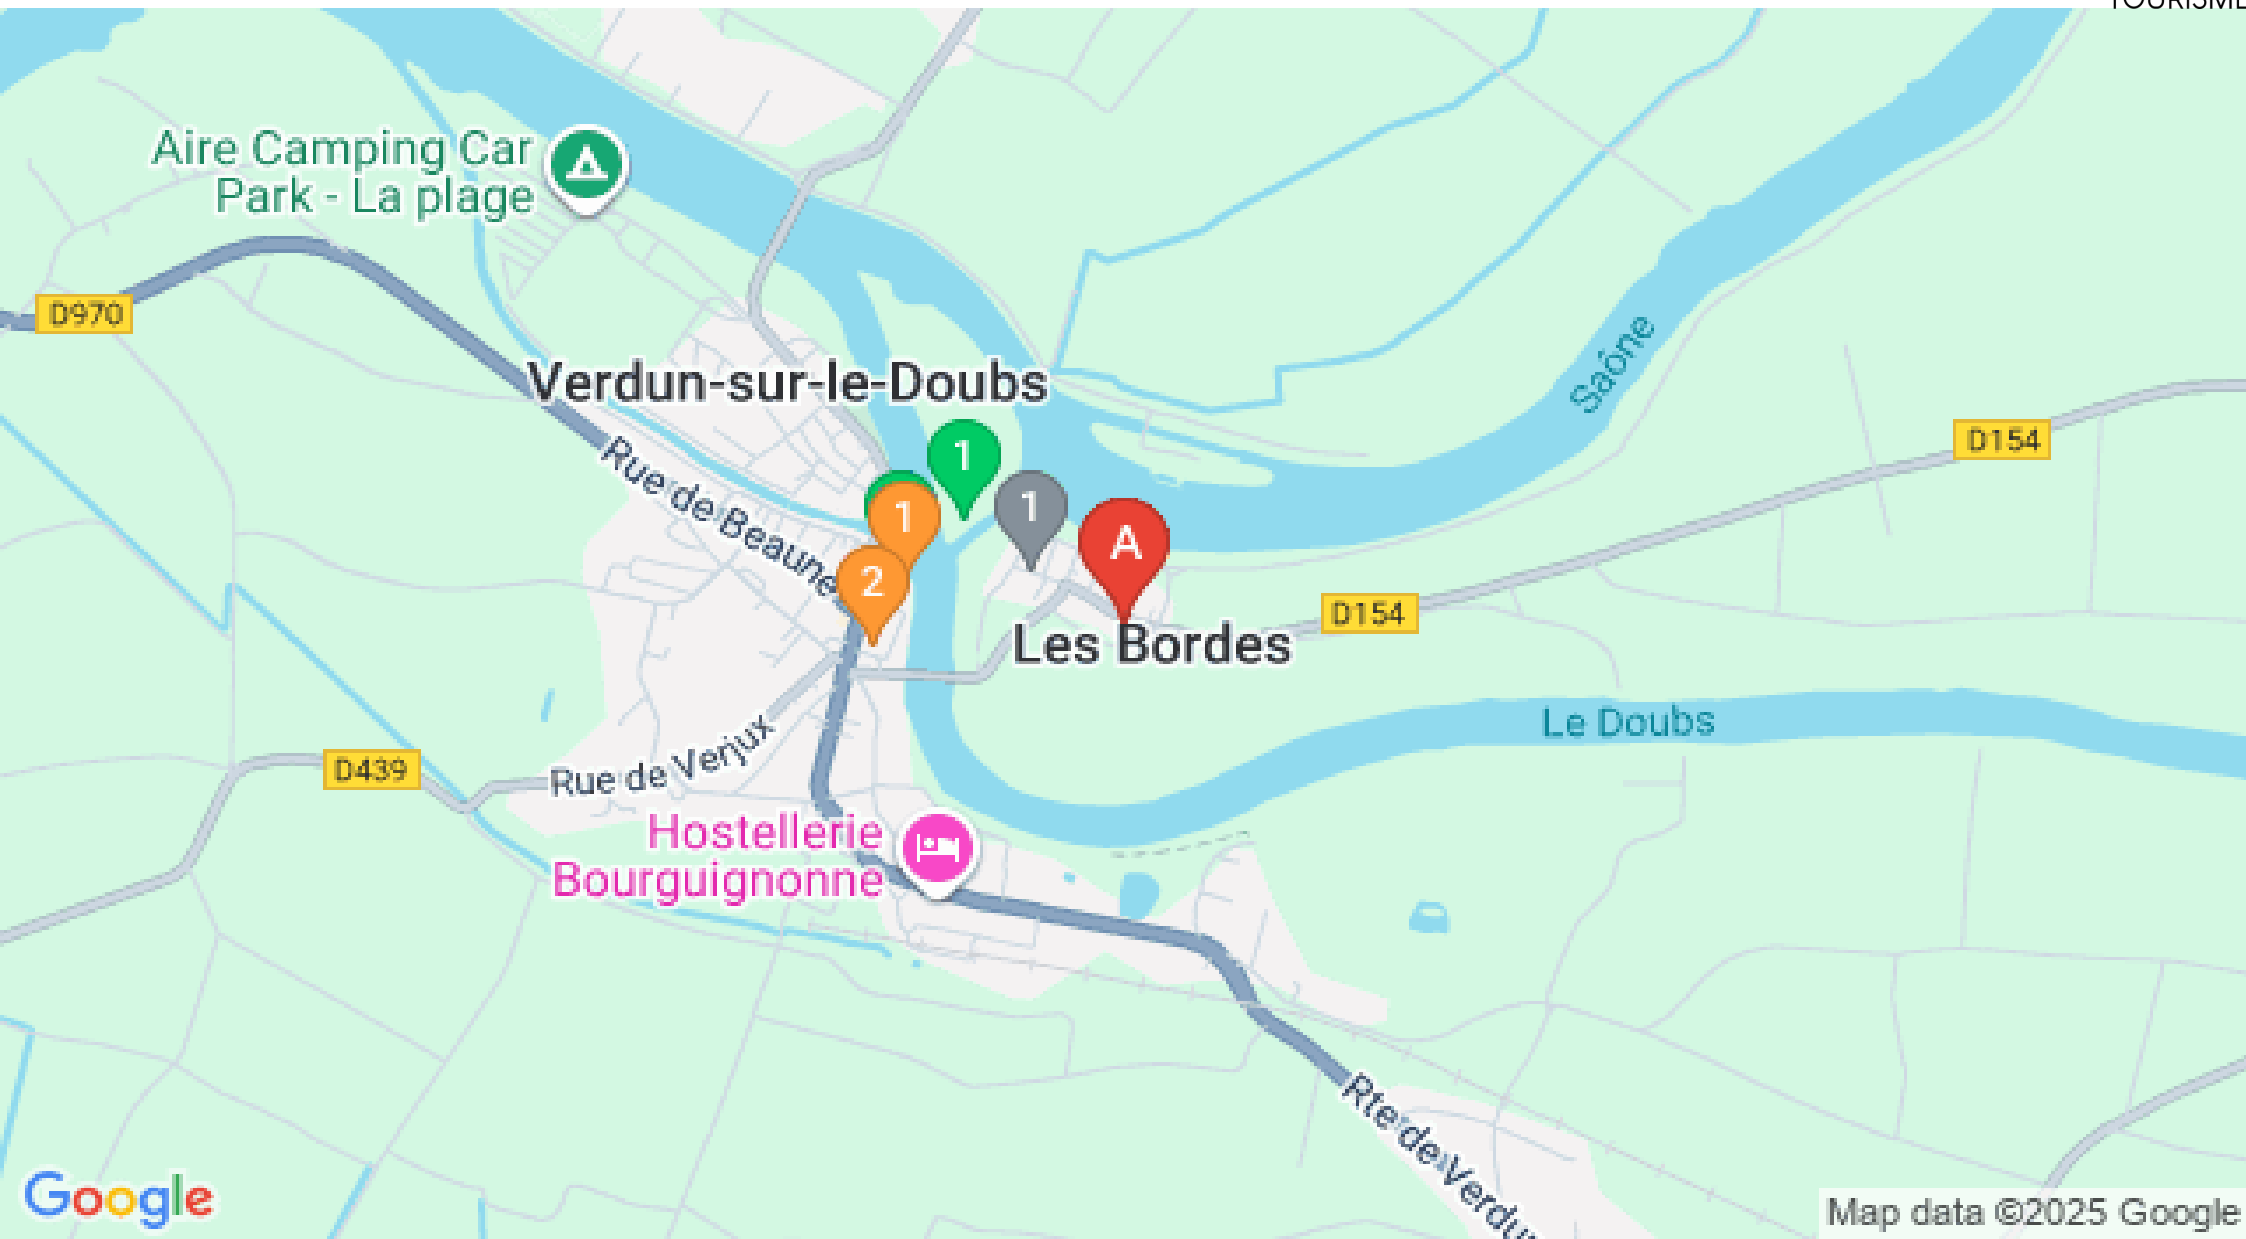 TOURISME
Aire Camping Car
Park - La plage
D970
Verdun-sur-le-Doubs
Saône
D154
Rue de Beaune
1
1
1
2
A
D154
Les Bordes
Le Doubs
Rue de Verjux
D439
Hostellerie
Bourguignonne
Rte de Verdun
Google
Map data ©2025 Google